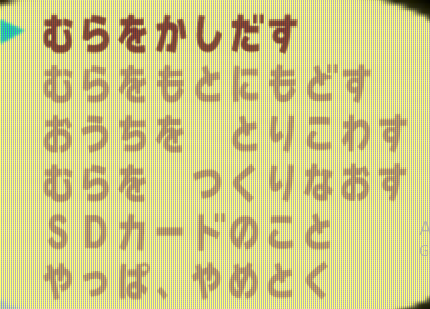 むらをかしだす
むらをもとにもどす
おうちを　とりこわす
むらを　つくりなおす
SDカードのこと
やっぱ、やめとく